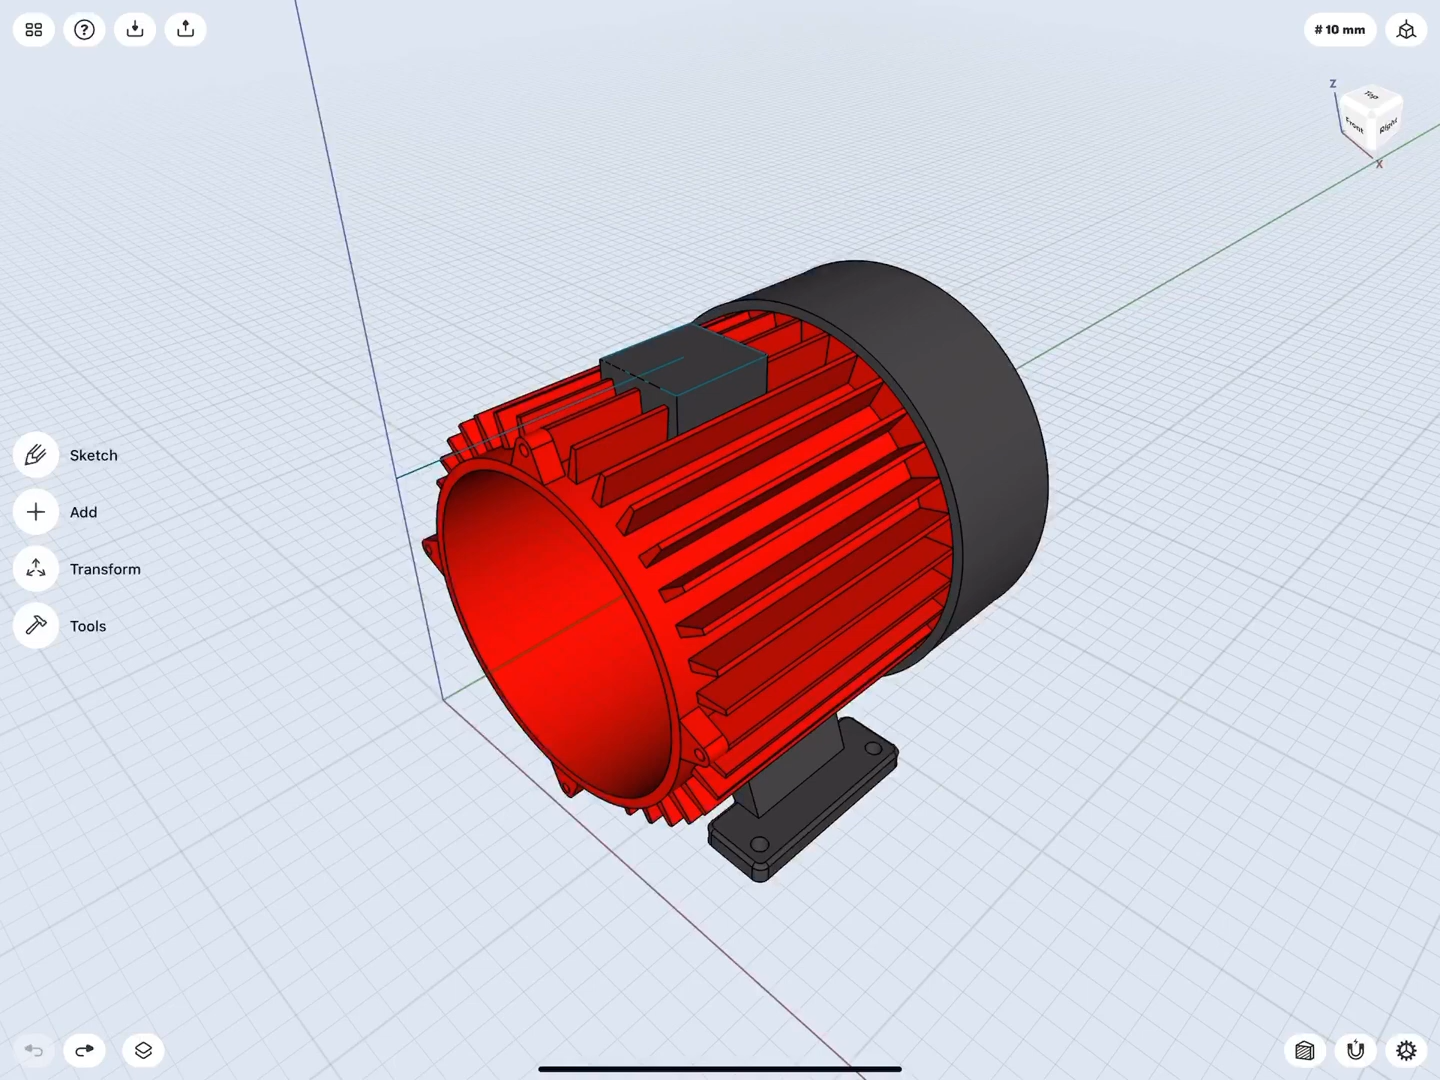 # 10 mm
Z
Top
Front
Right
X
Sketch
Add
Transform
Tools